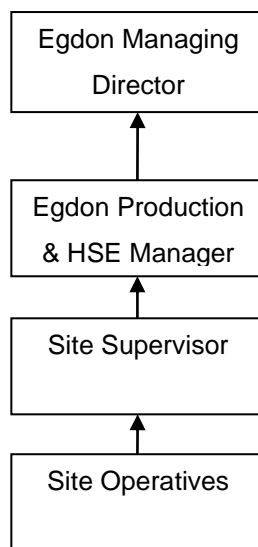 Egdon Managing
Director
Egdon Production
& HSE Manager
Site Supervisor
Site Operatives